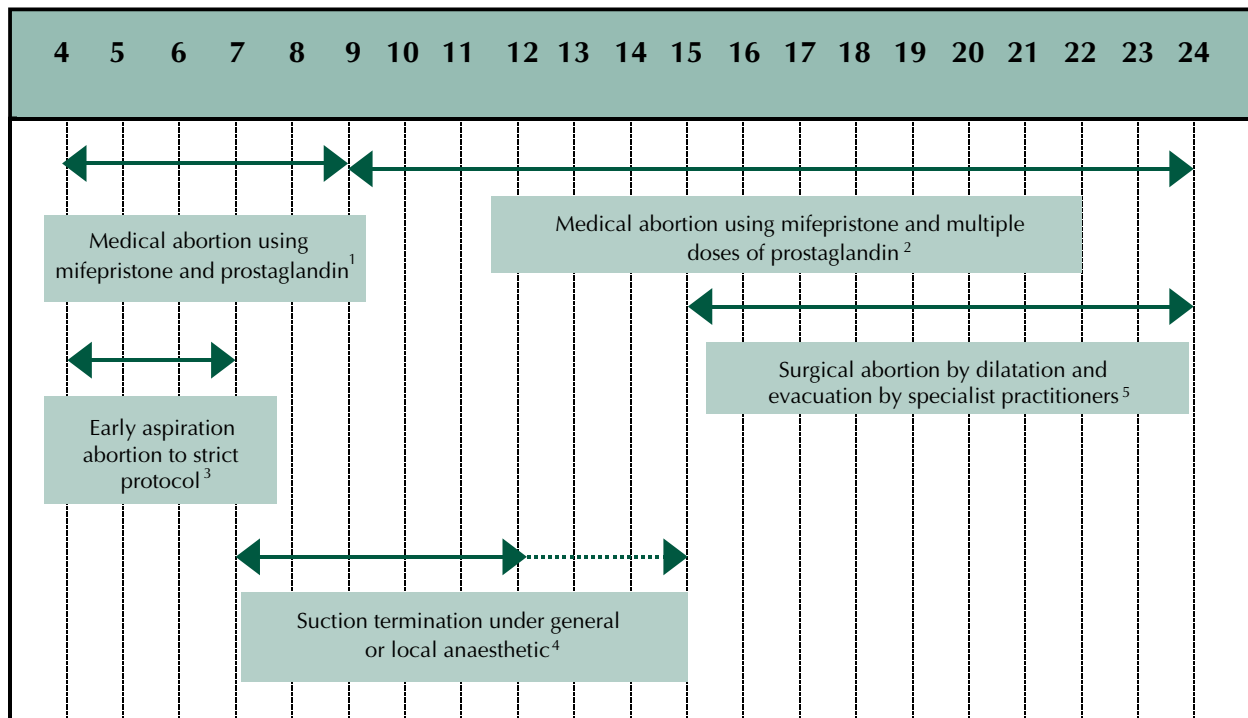 4 5 6 7 8 9 10 11 12 13 14 15 16 17 18 19 20 21 22 23 24
Medical abortion using
mifepristone and prostaglandin 1
Medical abortion using mifepristone and multiple
doses of prostaglandin 2
Surgical abortion by dilatation and
evacuation by specialist practitioners 5
Early aspiration
abortion to strict
protocol 3
Suction termination under general
or local anaesthetic 4